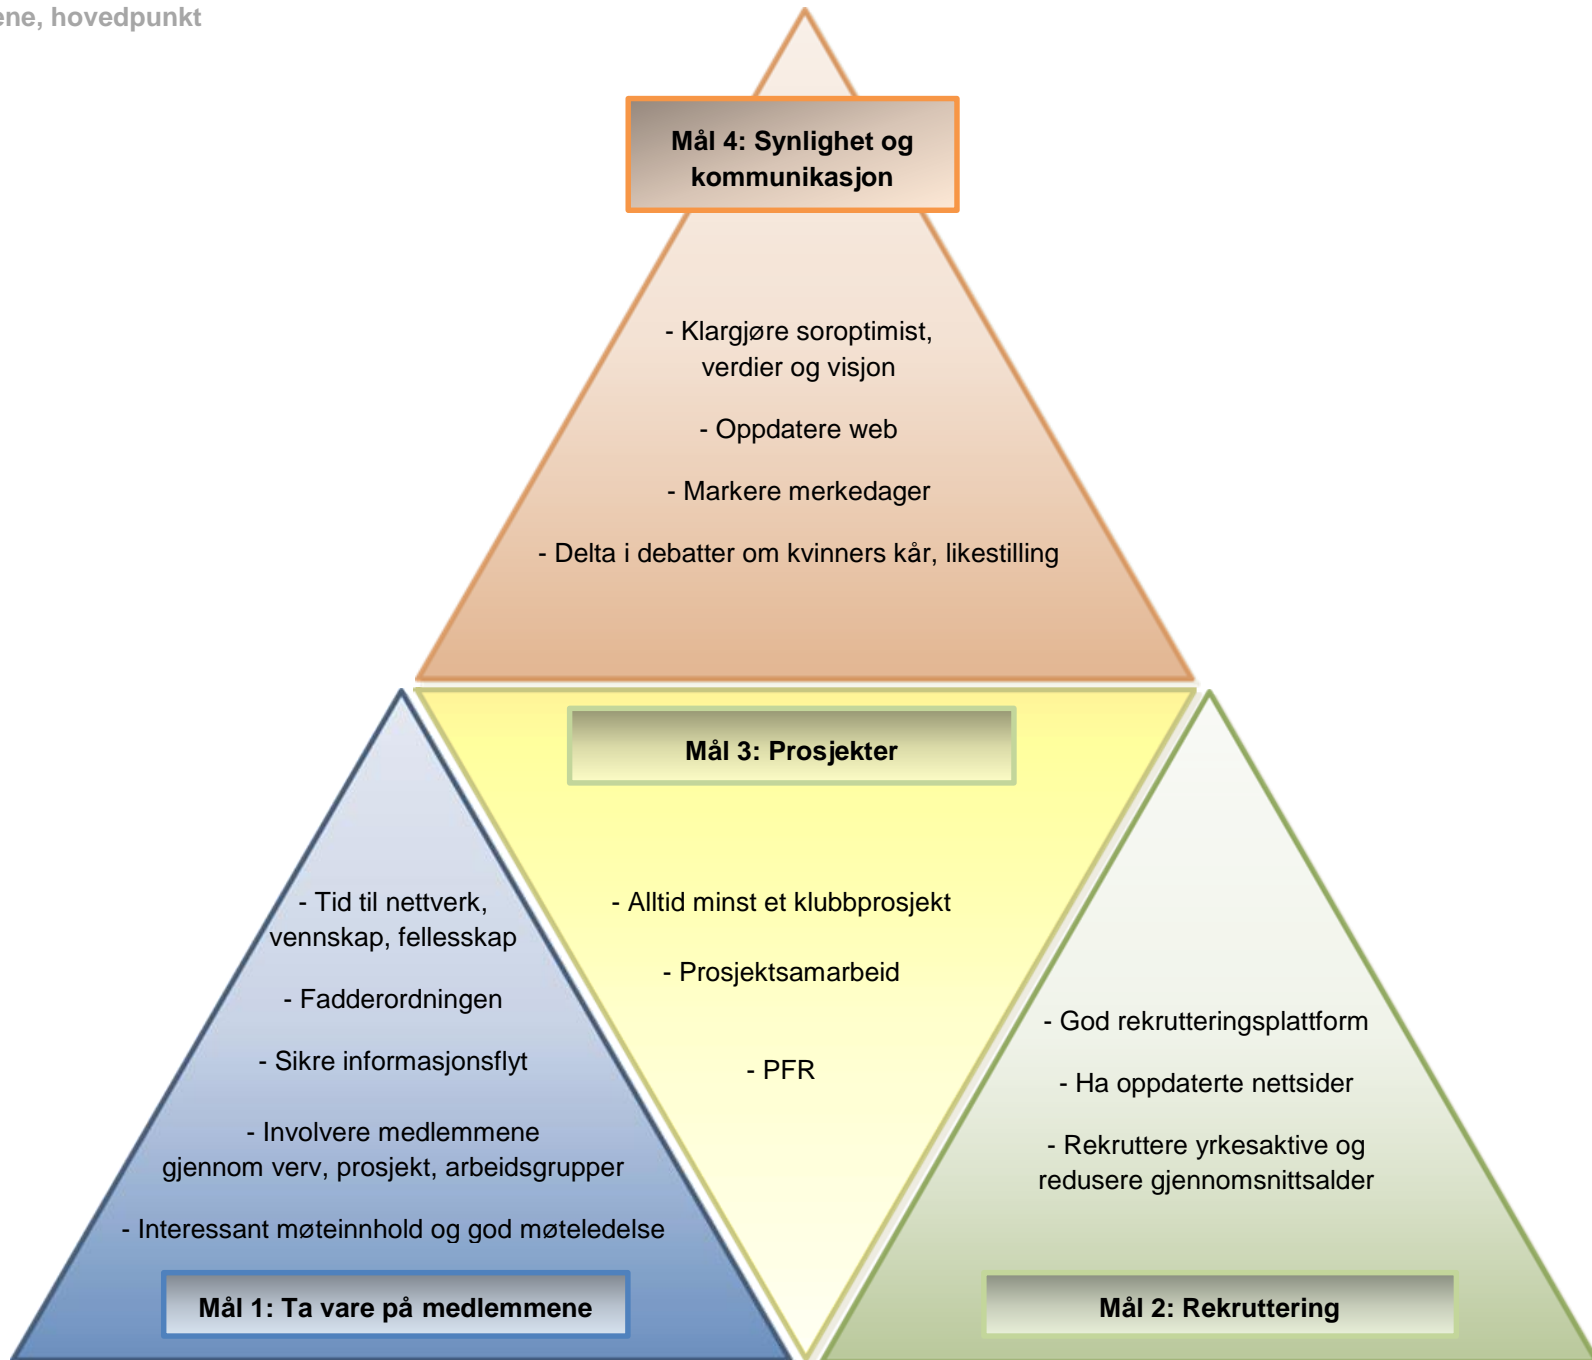 ene, hovedpunkt
Mål 4: Synlighet og
kommunikasjon
- Klargjøre soroptimist,
verdier og visjon
- Oppdatere web
- Markere merkedager
- Delta i debatter om kvinners kår, likestilling
Mål 3: Prosjekter
- Alltid minst et klubbprosjekt
- Prosjektsamarbeid
- PFR
- Tid til nettverk,
vennskap, fellesskap
- Fadderordningen
- Sikre informasjonsflyt
- Involvere medlemmene
gjennom verv, prosjekt, arbeidsgrupper
- Interessant møteinnhold og god møteledelse
Mål 1: Ta vare på medlemmene
- God rekrutteringsplattform
- Ha oppdaterte nettsider
- Rekruttere yrkesaktive og
redusere gjennomsnittsalder
Mål 2: Rekruttering